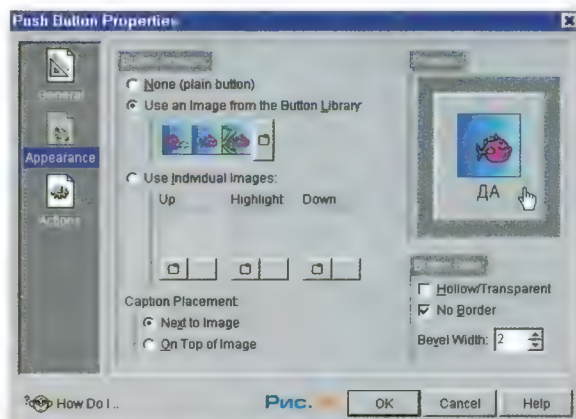 Push Button Properties
General
Appearance
Actions
None (plain button)
Use an Image from the Button Library
Use Individual Images:
Up Highlight Down
Caption Placement:
Next to Image
On Top of Image
ДА
Hollow/Transparent
No Border
Bevel Width: 2
How Do I ..
Рис.
OK Cancel Help